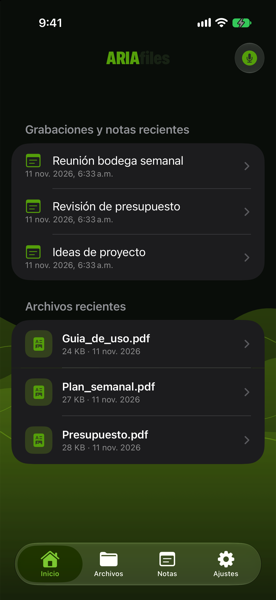 9:41
ARIAfiles
Grabaciones y notas recientes
Reunión bodega semanal
11 nov. 2026, 6:33 a.m.
Revisión de presupuesto
11 nov. 2026, 6:33 a.m.
Ideas de proyecto
11 nov. 2026, 6:33 a.m.
Archivos recientes
Guia_de_uso.pdf
24 KB · 11 nov. 2026
Plan_semanal.pdf
27 KB · 11 nov. 2026
Presupuesto.pdf
28 KB · 11 nov. 2026
Inicio
Archivos
Notas
Ajustes